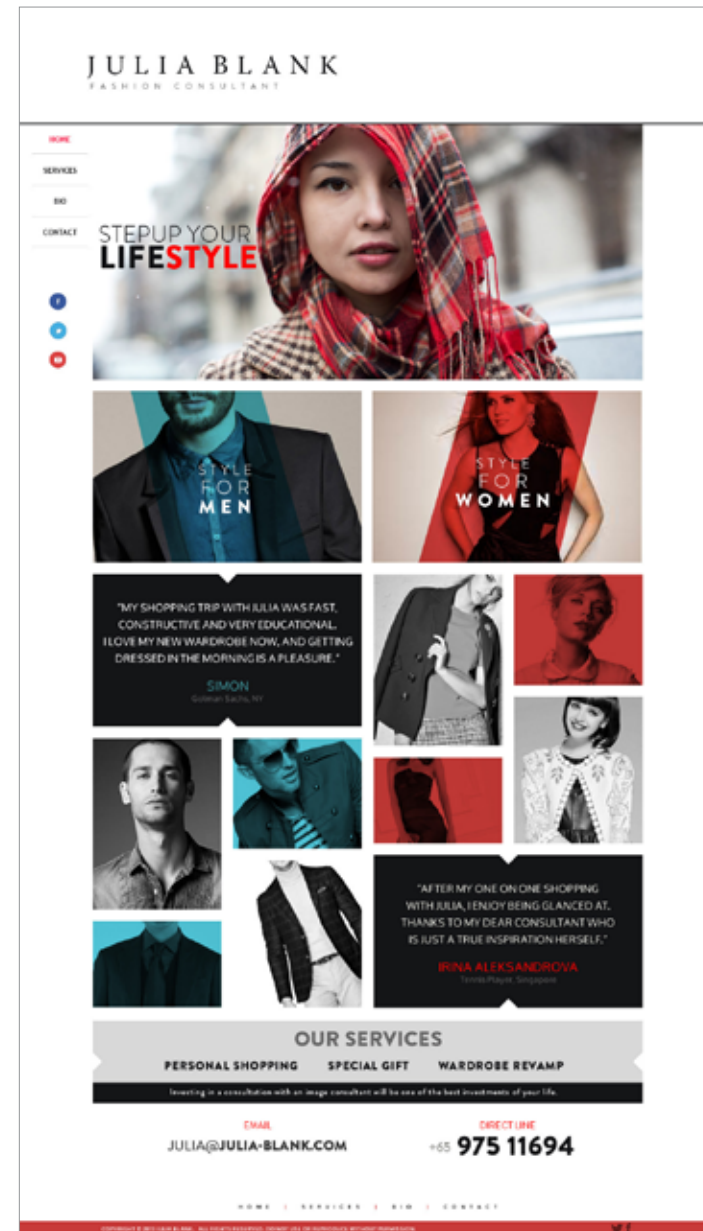 JULIA BLANK
FASHION CONSULTANT
HOME
SERVICES
BIO
CONTACT
STEPUP YOUR
LIFESTYLE
STYLE
FOR
MEN
STYLE
FOR
WOMEN
"MY SHOPPING TRIP WITH JULIA WAS FAST,
CONSTRUCTIVE AND VERY EDUCATIONAL.
I LOVE MY NEW WARDROBE NOW, AND GETTING
DRESSED IN THE MORNING IS A PLEASURE."
SIMON
Golman Sachs, NY
"AFTER MY ONE ON ONE SHOPPING
WITH JULIA, I ENJOY BEING GLANCED AT.
THANKS TO MY DEAR CONSULTANT WHO
IS JUST A TRUE INSPIRATION HERSELF."
IRINA ALEKSANDROVA
Tennis Player, Singapore
OUR SERVICES
PERSONAL SHOPPING SPECIAL GIFT WARDROBE REVAMP
Investing in a consultation with an image consultant will be one of the best investments of your life.
EMAIL
JULIA@JULIA-BLANK.COM
DIRECT LINE
+65 975 11694
HOME | SERVICES | BIO | CONTACT